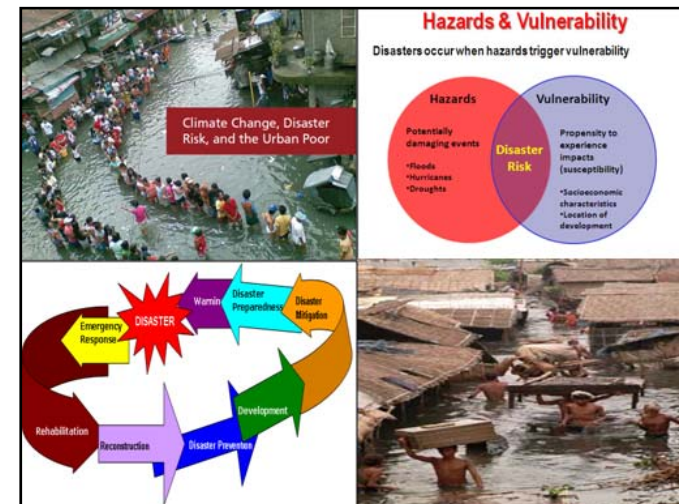 Climate Change, Disaster
Risk, and the Urban Poor
Hazards & Vulnerability
Disasters occur when hazards trigger vulnerability
Hazards
Potentially
damaging events
•Floods
•Hurricanes
•Droughts
Disaster
Risk
Vulnerability
Propensity to
experience
impacts
(susceptibility)
•Socioeconomic
characteristics
•Location of
development
Emergency
Response
DISASTER
Warnin
Disaster
Preparedness
Disaster
Mitigation
Rehabilitation
Reconstruction
Disaster Prevention
Development